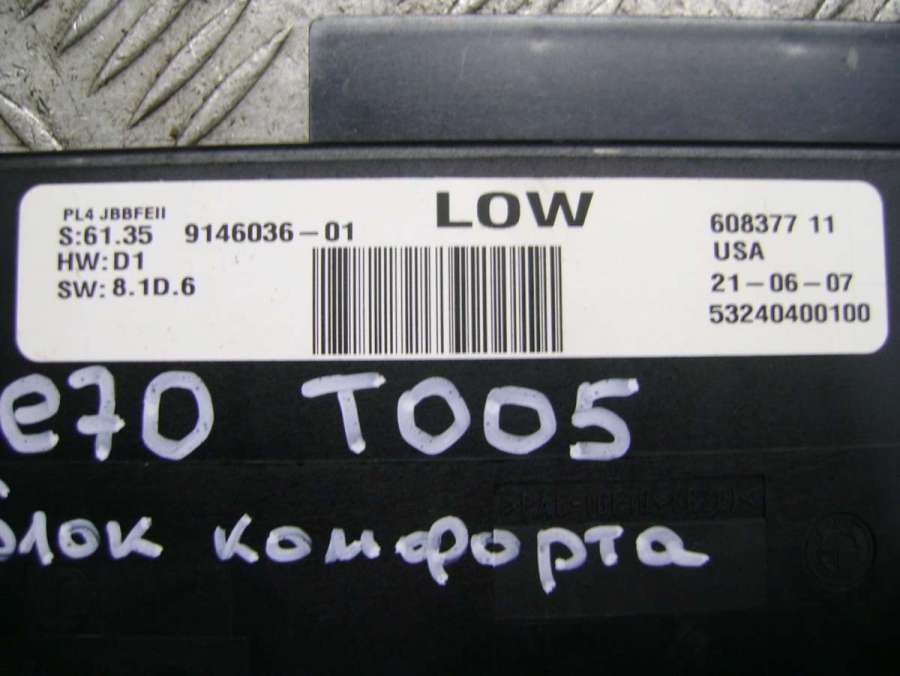 PL4 JBBFEII
S:61.35 9146036-01
HW:D1
SW:8.1D.6
LOW
608377 11
USA
21-06-07
53240400100
e70 T005
блок комфорта